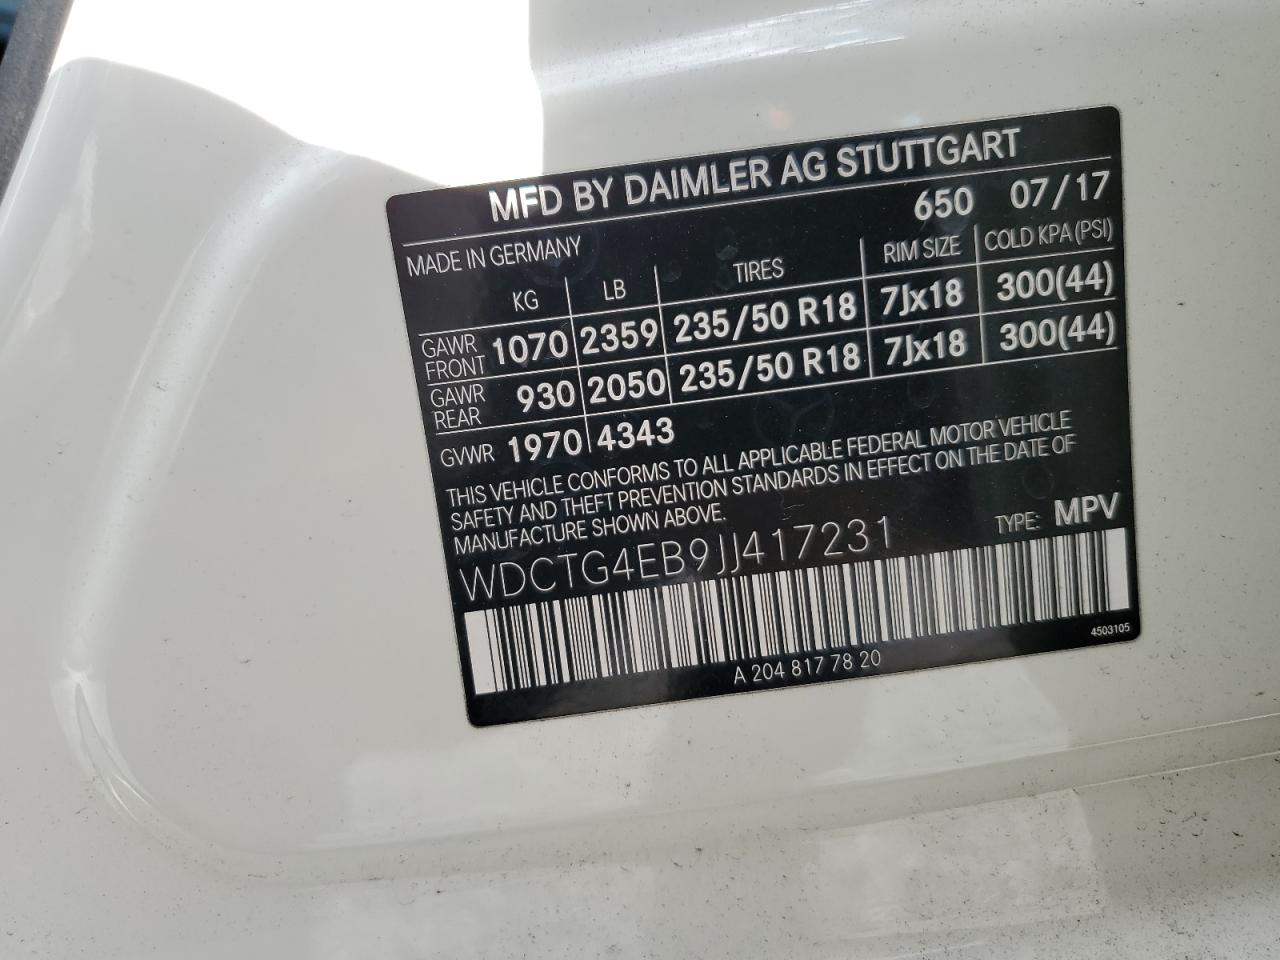 MFD BY DAIMLER AG STUTTGART
650 07/17
MADE IN GERMANY
KG LB TIRES RIM SIZE COLD KPA (PSI)
GAWR FRONT 1070 2359 235/50 R18 7Jx18 300(44)
GAWR REAR 930 2050 235/50 R18 7Jx18 300(44)
GVWR 1970 4343
THIS VEHICLE CONFORMS TO ALL APPLICABLE FEDERAL MOTOR VEHICLE
SAFETY AND THEFT PREVENTION STANDARDS IN EFFECT ON THE DATE OF
MANUFACTURE SHOWN ABOVE.
TYPE: MPV
WDCTG4EB9JJ417231
4503105
A 204 817 78 20